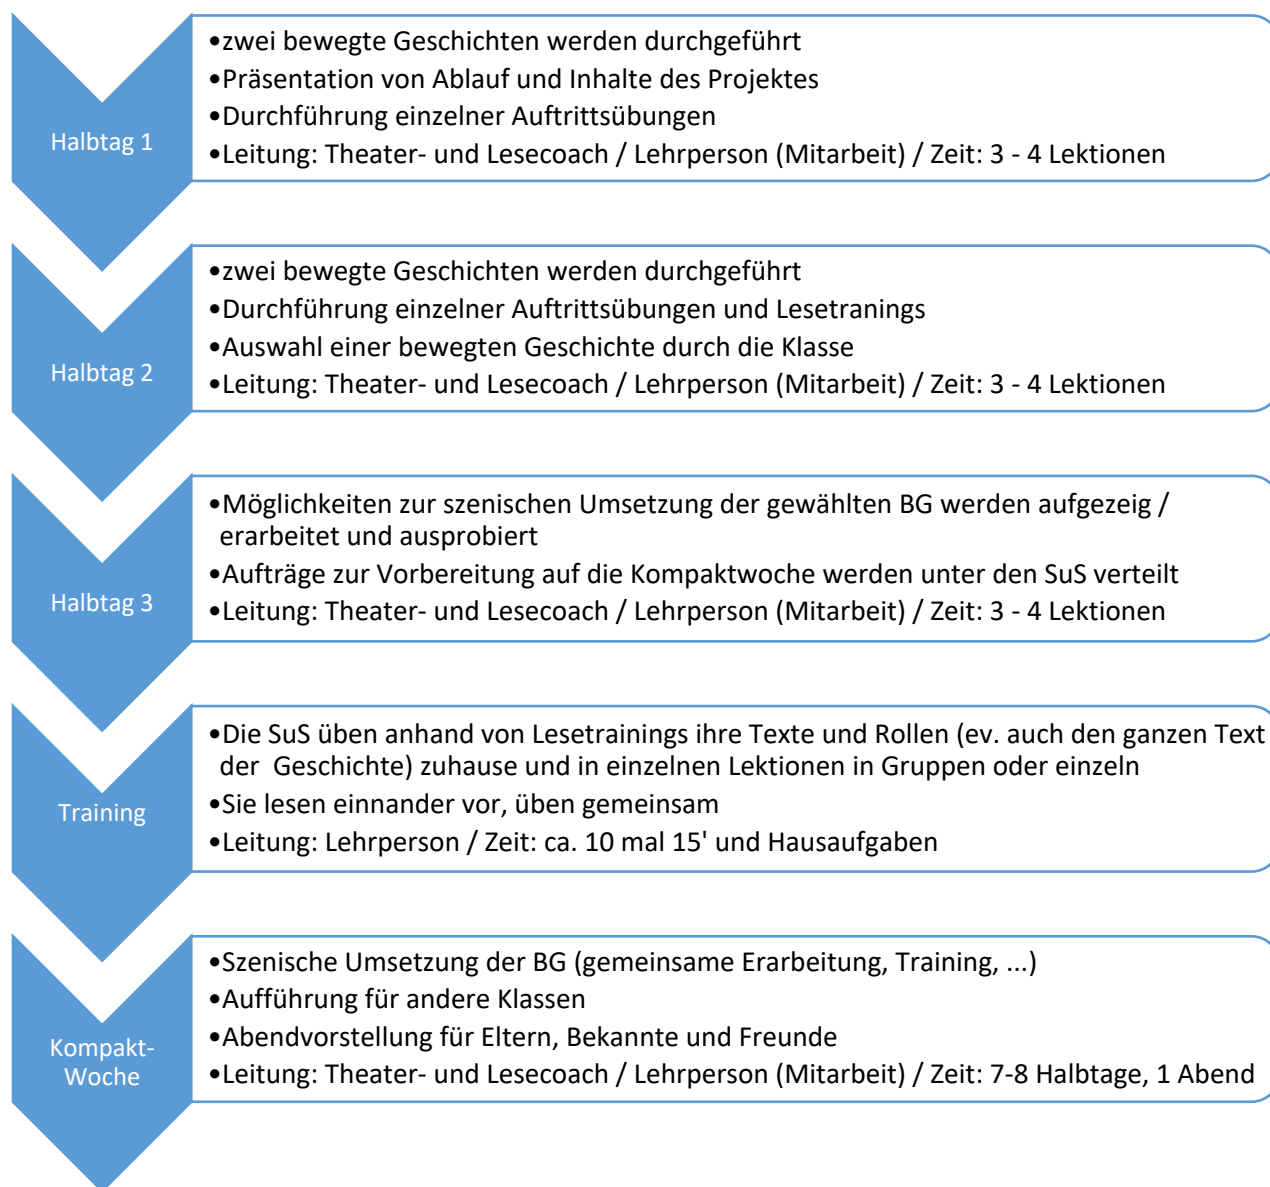 Halbtag 1
•zwei bewegte Geschichten werden durchgeführt
•Präsentation von Ablauf und Inhalte des Projektes
•Durchführung einzelner Auftrittsübungen
•Leitung: Theater- und Lesecoach / Lehrperson (Mitarbeit) / Zeit: 3 - 4 Lektionen
Halbtag 2
•zwei bewegte Geschichten werden durchgeführt
•Durchführung einzelner Auftrittsübungen und Lesetranings
•Auswahl einer bewegten Geschichte durch die Klasse
•Leitung: Theater- und Lesecoach / Lehrperson (Mitarbeit) / Zeit: 3 - 4 Lektionen
Halbtag 3
•Möglichkeiten zur szenischen Umsetzung der gewählten BG werden aufgezeig /
erarbeitet und ausprobiert
•Aufträge zur Vorbereitung auf die Kompaktwoche werden unter den SuS verteilt
•Leitung: Theater- und Lesecoach / Lehrperson (Mitarbeit) / Zeit: 3 - 4 Lektionen
Training
•Die SuS üben anhand von Lesetrainings ihre Texte und Rollen (ev. auch den ganzen Text
der  Geschichte) zuhause und in einzelnen Lektionen in Gruppen oder einzeln
•Sie lesen einnander vor, üben gemeinsam
•Leitung: Lehrperson / Zeit: ca. 10 mal 15' und Hausaufgaben
Kompakt-
Woche
•Szenische Umsetzung der BG (gemeinsame Erarbeitung, Training, ...)
•Aufführung für andere Klassen
•Abendvorstellung für Eltern, Bekannte und Freunde
•Leitung: Theater- und Lesecoach / Lehrperson (Mitarbeit) / Zeit: 7-8 Halbtage, 1 Abend